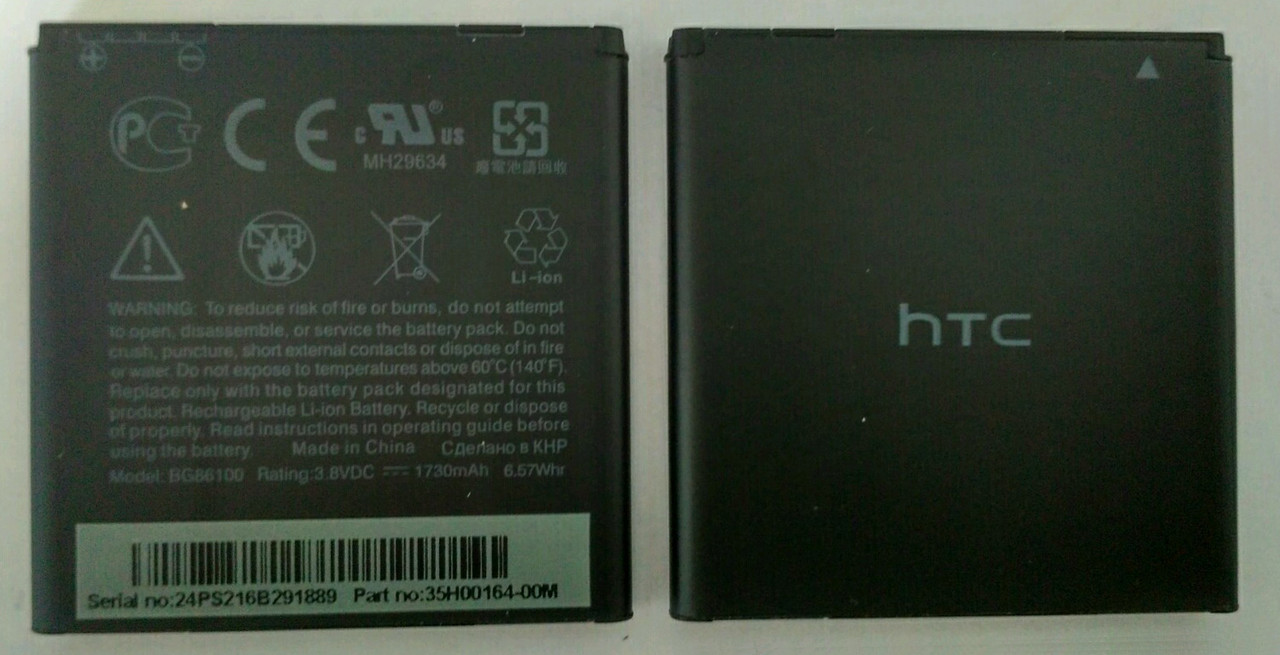 PCT CE c RU ® US
MH29634
廢電池請回收
Li-ion
WARNING: To reduce risk of fire or burns, do not attempt
to open, disassemble, or service the battery pack. Do not
crush, puncture, short external contacts or dispose of in fire
or water. Do not expose to temperatures above 60°C (140°F).
Replace only with the battery pack designated for this
product. Rechargeable Li-ion Battery. Recycle or dispose
of properly. Read instructions in operating guide before
using the battery. Made in China Сделано в КНР
Model: BG86100 Rating:3.8VDC 1730mAh 6.57Whr
Serial no:24PS216B291889 Part no:35H00164-00M
hTC